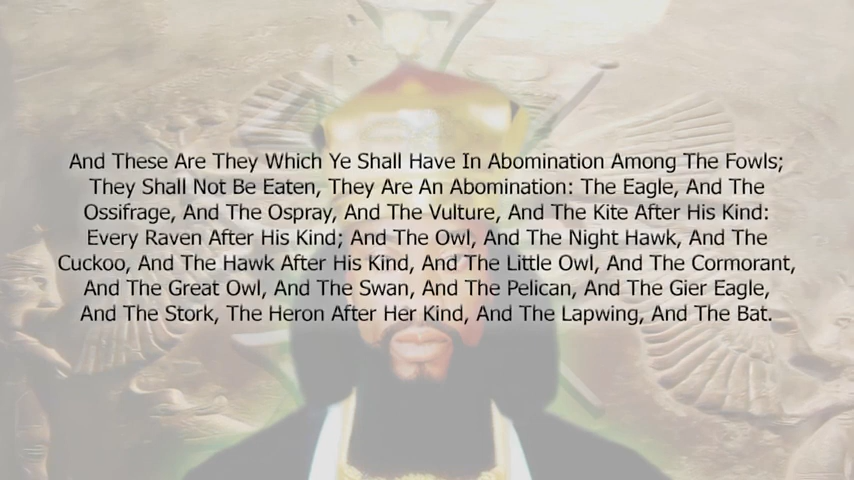 And These Are They Which Ye Shall Have In Abomination Among The Fowls;
They Shall Not Be Eaten, They Are An Abomination: The Eagle, And The
Ossifrage, And The Ospray, And The Vulture, And The Kite After His Kind:
Every Raven After His Kind; And The Owl, And The Night Hawk, And The
Cuckoo, And The Hawk After His Kind, And The Little Owl, And The Cormorant,
And The Great Owl, And The Swan, And The Pelican, And The Gier Eagle,
And The Stork, The Heron After Her Kind, And The Lapwing, And The Bat.